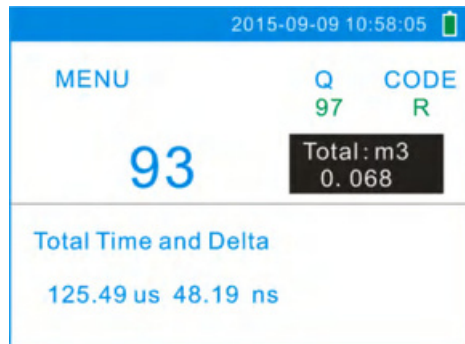 2015-09-09 10:58:05
MENU Q CODE
97 R
93
Total:m3
0.068
Total Time and Delta
125.49 us 48.19 ns